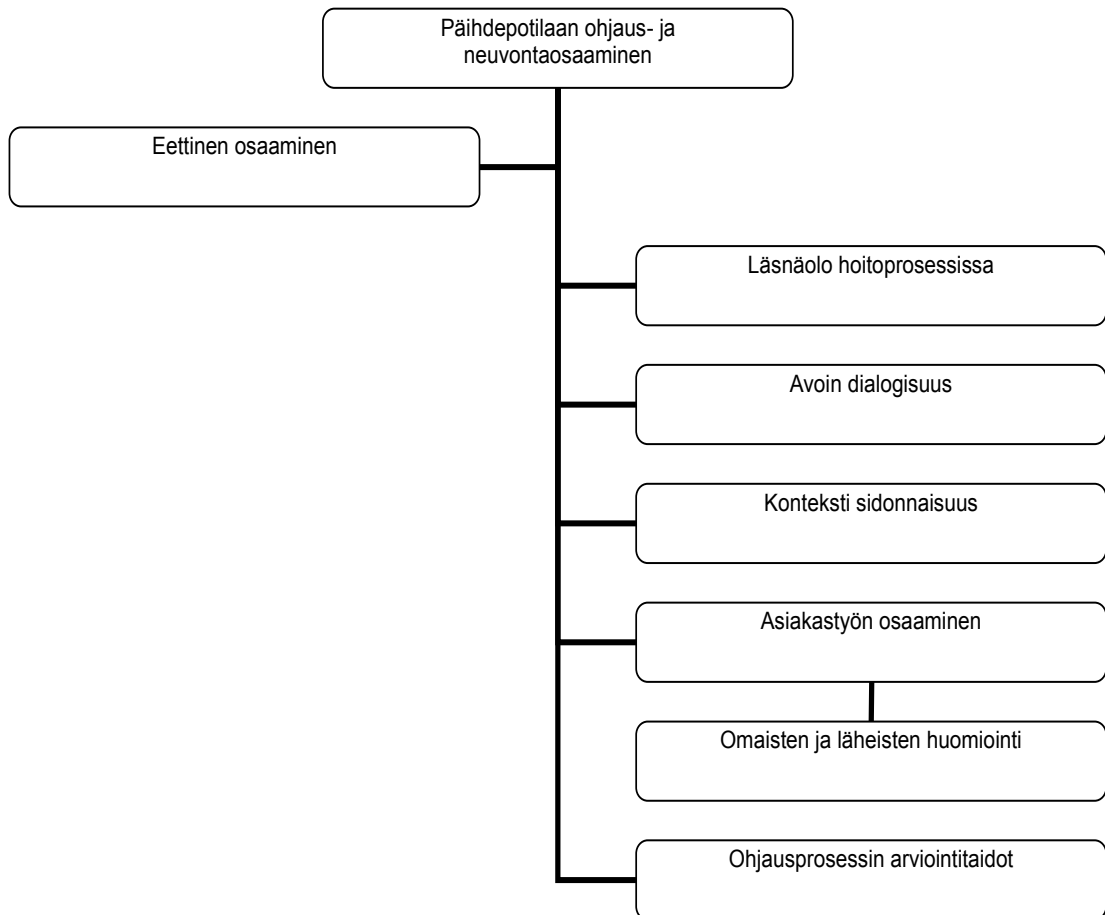 Päihdepotilaan ohjaus- ja
neuvontaosaaminen
Eettinen osaaminen
Läsnäolo hoitoprosessissa
Avoin dialogisuus
Konteksti sidonnaisuus
Asiakastyön osaaminen
Omaisten ja läheisten huomiointi
Ohjausprosessin arviointitaidot